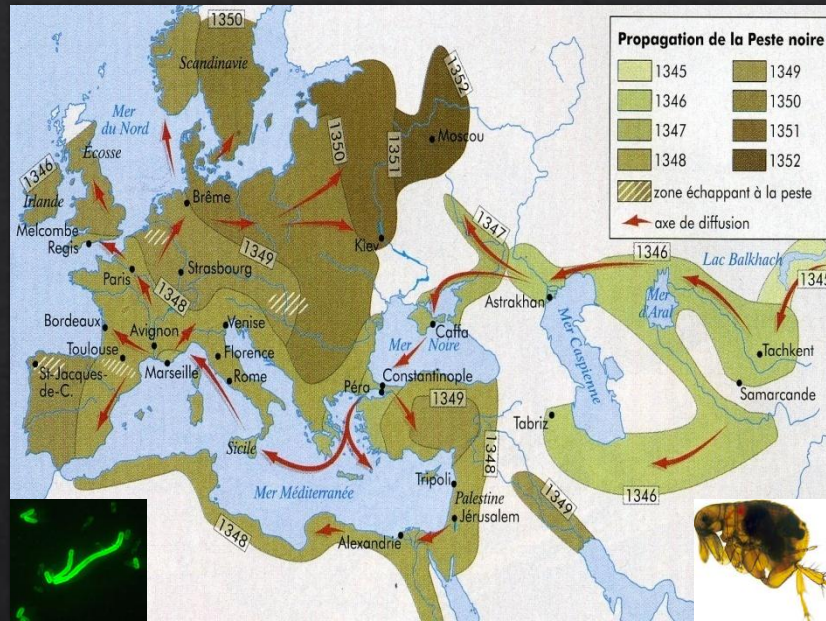 1350
Scandinavie
Mer
du Nord
Écosse
1346
Irlande
Melcombe
Regis
Brême
1350
1351
1352
Moscou
Kiev
Paris
Strasbourg
1349
1348
Bordeaux
Avignon
Venise
Toulouse
St-Jacques-
de-C.
Marseille
Florence
Rome
Sicile
Mer Méditerranée
1348
Alexandrie
Tripoli
Palestine
Jérusalem
1348
1349
1349
Péra
Constantinople
Mer Noire
Caffa
1347
Astrakhan
Mer Caspienne
1346
Mer
d'Aral
Lac Balkhach
1345
Tachkent
Samarcande
Tabriz
1346
Propagation de la Peste noire
1345
1346
1347
1348
1349
1350
1351
1352
zone échappant à la peste
axe de diffusion